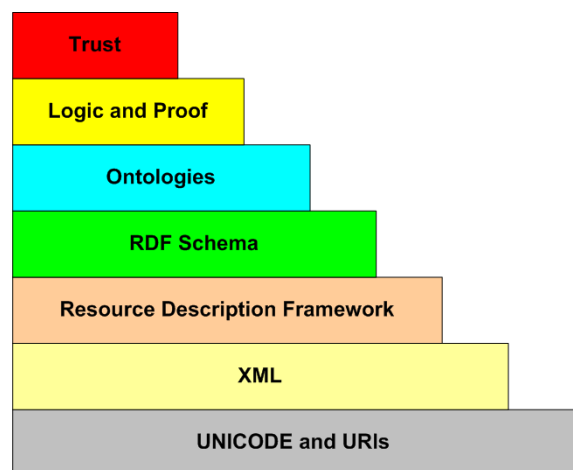 Trust
Logic and Proof
Ontologies
RDF Schema
Resource Description Framework
XML
UNICODE and URIs